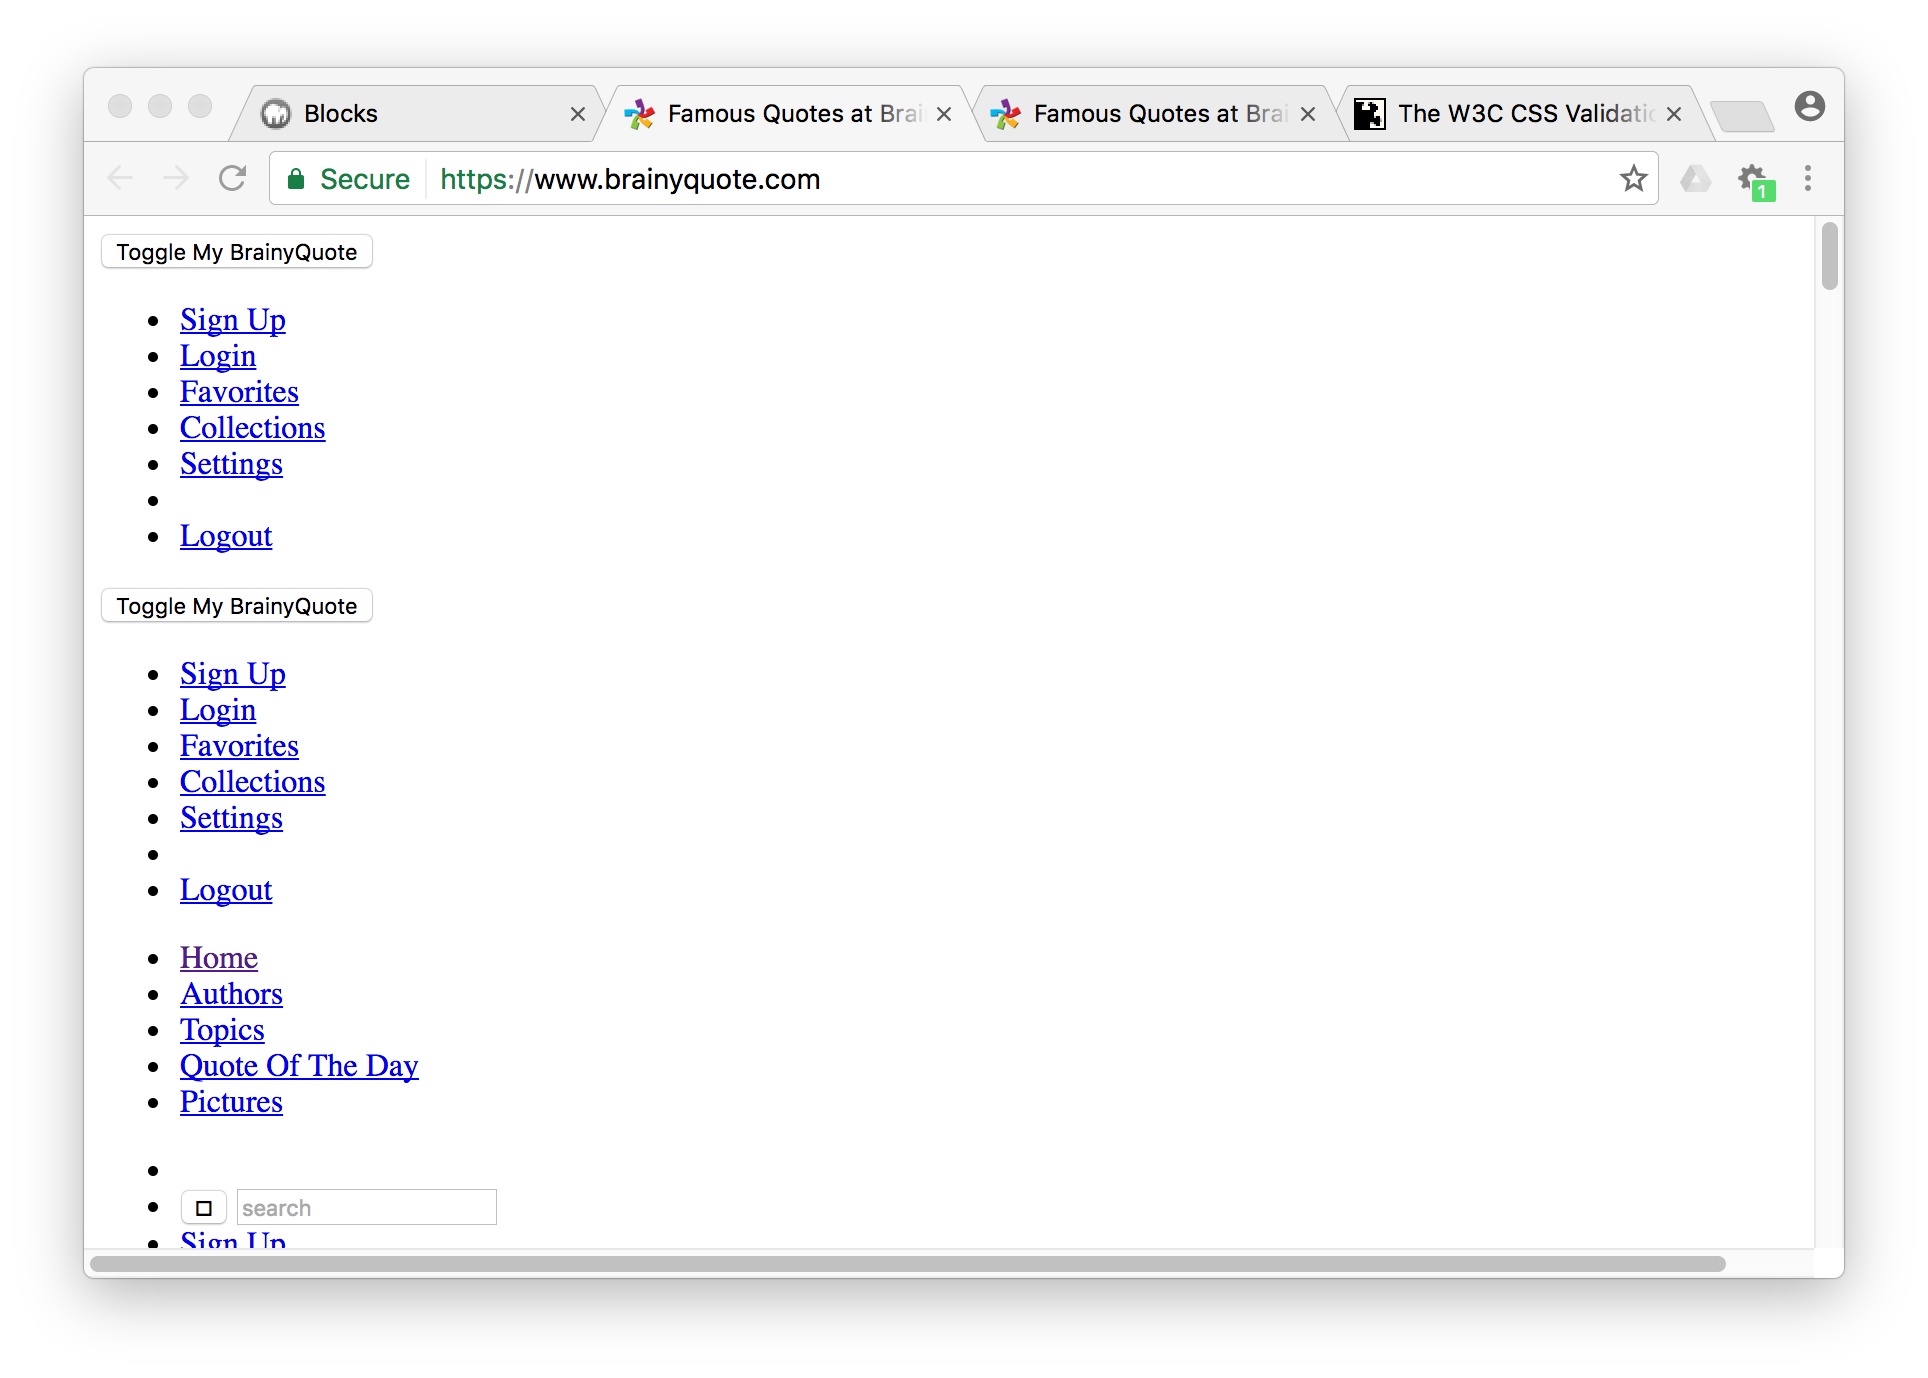 Blocks
Famous Quotes at Brai
Famous Quotes at Brai
The W3C CSS Validatic
Secure
https://www.brainyquote.com
1
Toggle My BrainyQuote
Sign Up
Login
Favorites
Collections
Settings
Logout
Toggle My BrainyQuote
Sign Up
Login
Favorites
Collections
Settings
Logout
Home
Authors
Topics
Quote Of The Day
Pictures
search
Sign Up